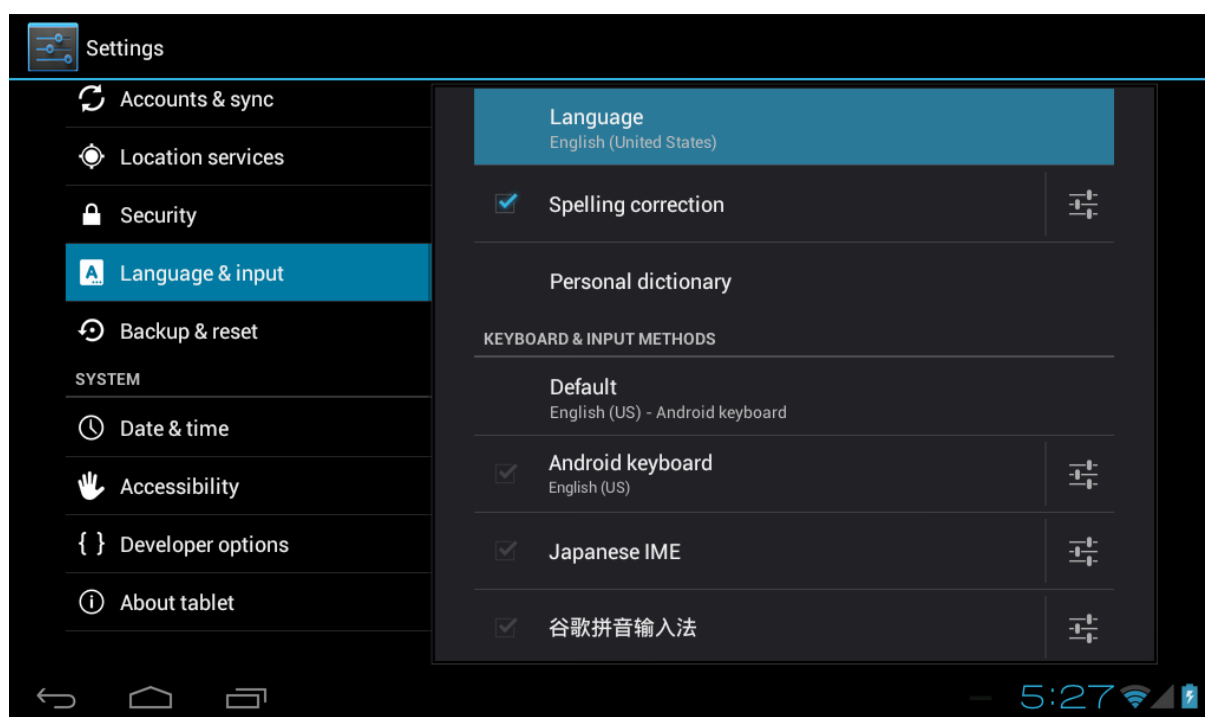 Settings
Accounts & sync
Location services
Security
Language & input
Backup & reset
SYSTEM
Date & time
Accessibility
{ } Developer options
About tablet
Language
English (United States)
Spelling correction
Personal dictionary
KEYBOARD & INPUT METHODS
Default
English (US) - Android keyboard
Android keyboard
English (US)
Japanese IME
谷歌拼音输入法
5:27